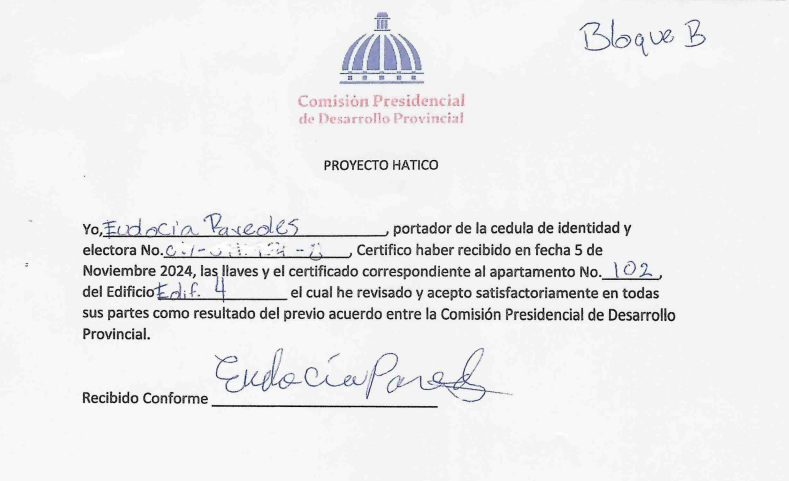 Bloque B
Comisión Presidencial
de Desarrollo Provincial
PROYECTO HATICO
Yo, Eudocia Paredes, portador de la cedula de identidad y
electora No. , Certifico haber recibido en fecha 5 de
Noviembre 2024, las llaves y el certificado correspondiente al apartamento No. 102,
del Edificio Edif. 4 el cual he revisado y acepto satisfactoriamente en todas
sus partes como resultado del previo acuerdo entre la Comisión Presidencial de Desarrollo
Provincial.
Eudocia Pared
Recibido Conforme